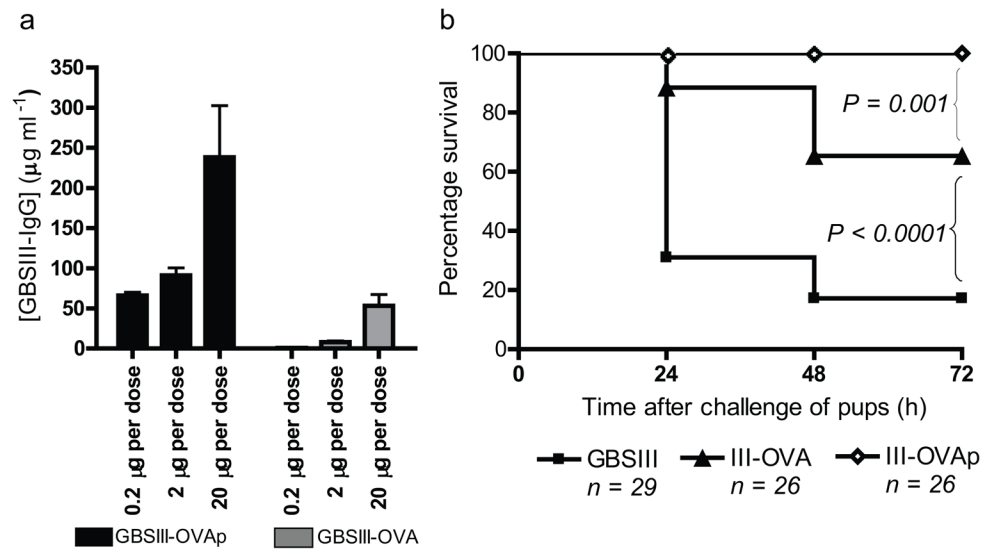 a
[GBSIII-IgG] (μg ml⁻¹)
350
300
250
200
150
100
50
0
0.2 μg per dose
2 μg per dose
20 μg per dose
0.2 μg per dose
2 μg per dose
20 μg per dose
GBSIII-OVAp
GBSIII-OVA
b
Percentage survival
100
80
60
40
20
0
P = 0.001
P < 0.0001
0
24
48
72
Time after challenge of pups (h)
GBSIII
III-OVA
III-OVAp
n = 29
n = 26
n = 26